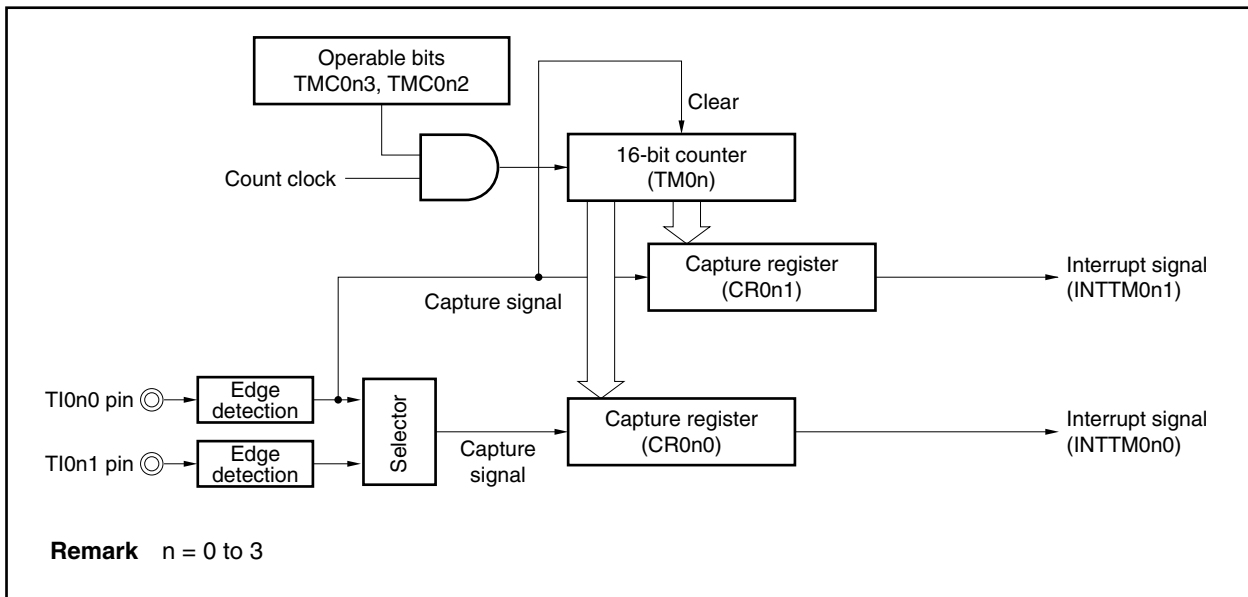 Operable bits
TMC0n3, TMC0n2
Clear
16-bit counter
(TM0n)
Count clock
Capture register
(CR0n1)
Interrupt signal
(INTTM0n1)
Capture signal
TI0n0 pin
Edge
detection
Selector
Capture register
(CR0n0)
Interrupt signal
(INTTM0n0)
TI0n1 pin
Edge
detection
Capture
signal
Remark n = 0 to 3